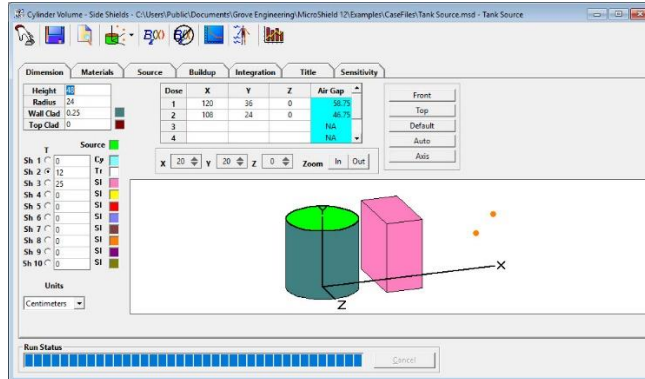 Cylinder Volume - Side Shields - C:\Users\Public\Documents\Grove Engineering\MicroShield 12\Examples\CaseFiles\Tank Source.msd - Tank Source
Dimension Materials Source Buildup Integration Title Sensitivity
Height 48
Radius 24
Wall Clad 0.25
Top Clad 0
T Source
Sh 1 0 Cy
Sh 2 12 Tr
Sh 3 25 Sl
Sh 4 0 Sl
Sh 5 0 Sl
Sh 6 0 Sl
Sh 7 0 Sl
Sh 8 0 Sl
Sh 9 0 Sl
Sh 10 0 Sl
Units
Centimeters
Dose X Y Z Air Gap
1 120 36 0 58.75
2 108 24 0 46.75
3 NA
4 NA
X 20 Y 20 Z 0 Zoom In Out
Front
Top
Default
Auto
Axis
Y
X
Z
Run Status
Cancel